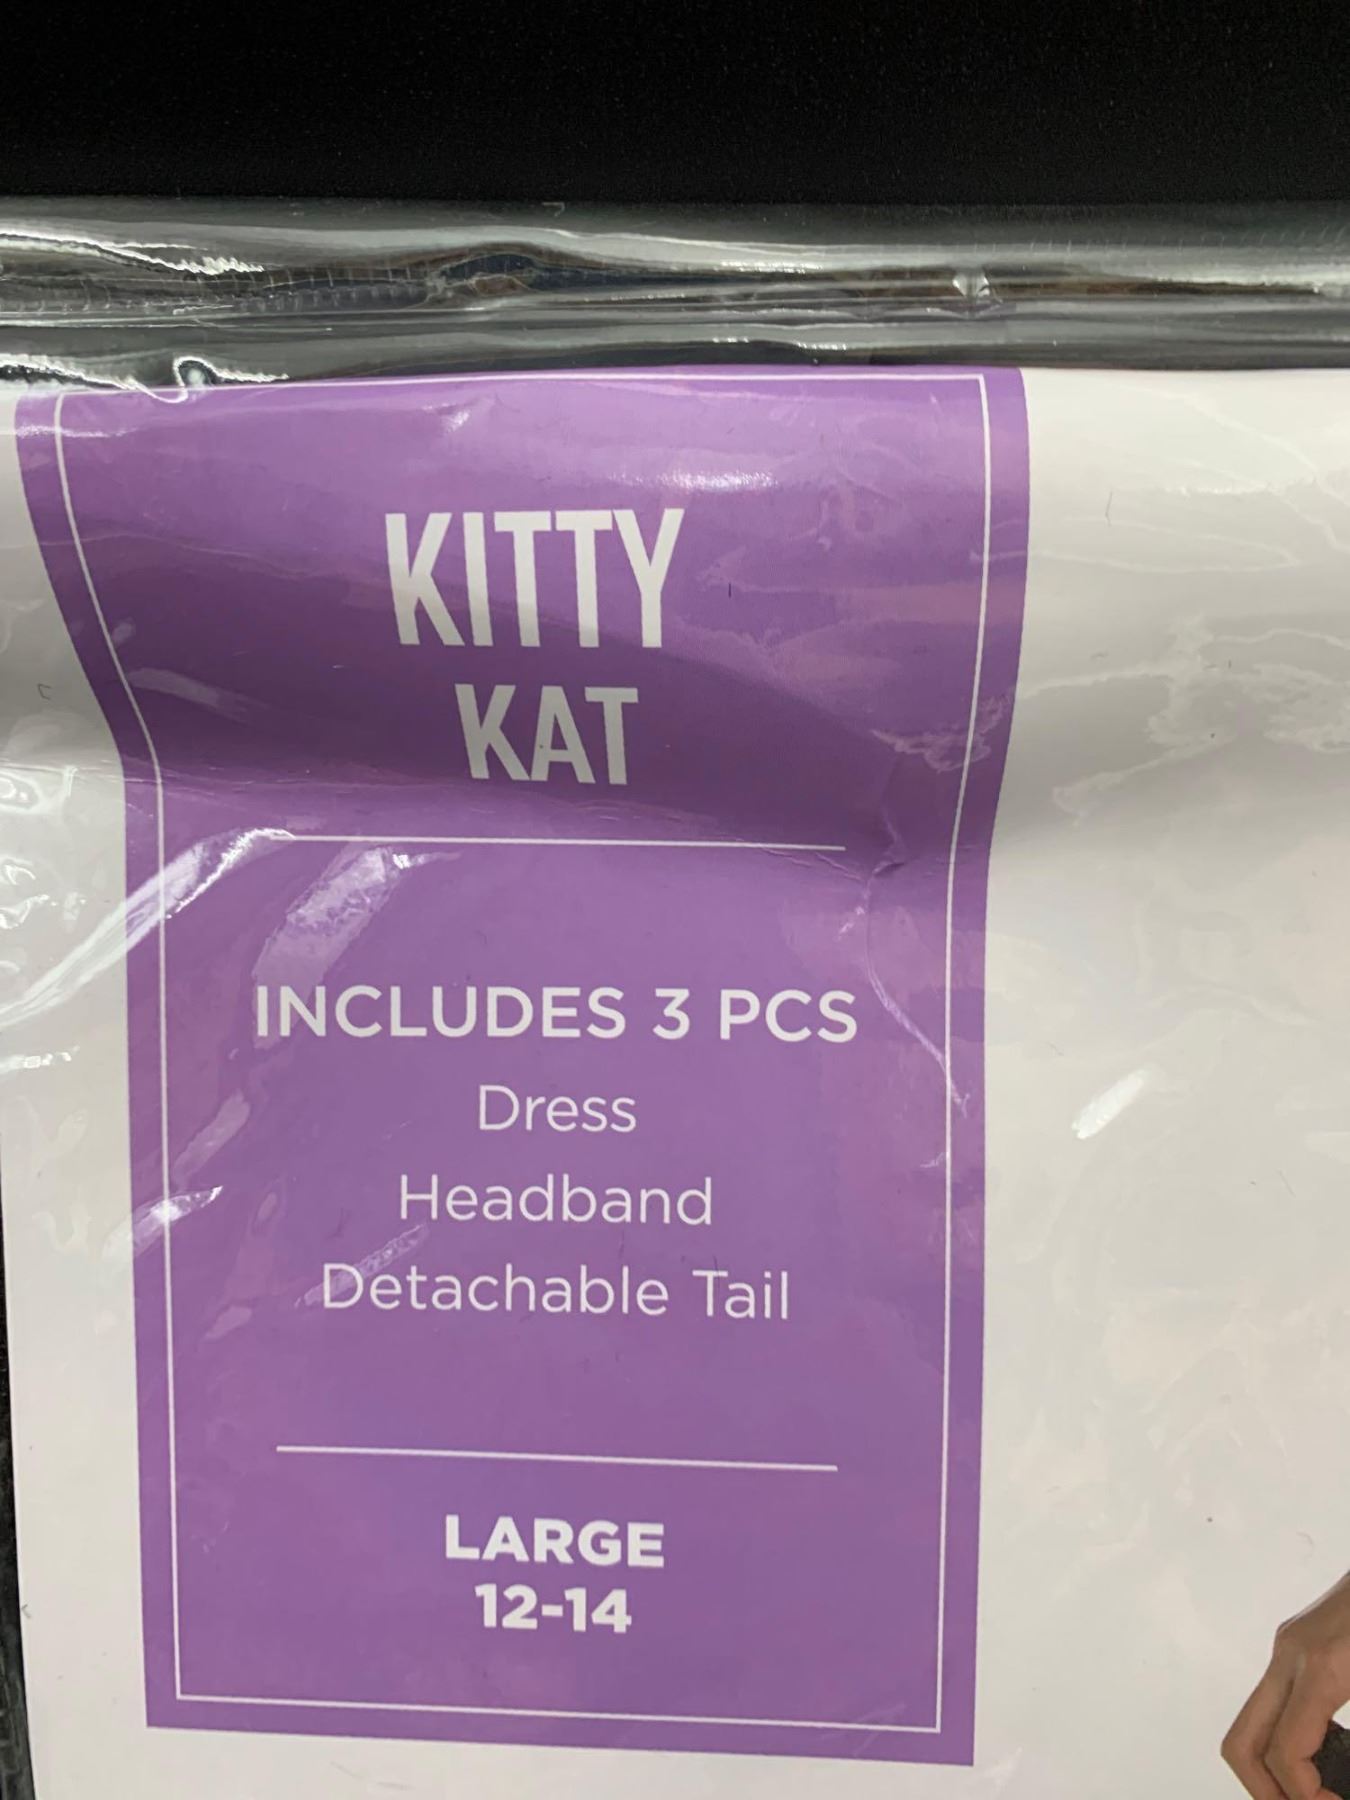 KITTY
KAT
INCLUDES 3 PCS
Dress
Headband
Detachable Tail
LARGE
12-14